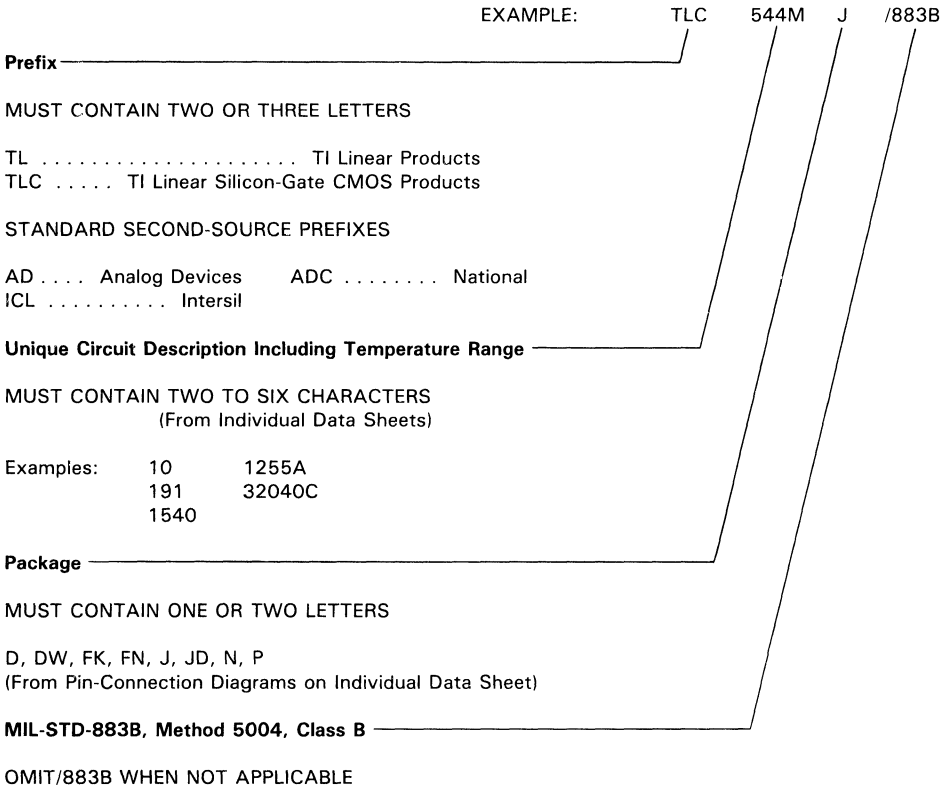 EXAMPLE: TLC 544M J /883B
Prefix
MUST CONTAIN TWO OR THREE LETTERS
TL . . . . . . . . . . . . . . . . . . . . . TI Linear Products
TLC . . . . . TI Linear Silicon-Gate CMOS Products
STANDARD SECOND-SOURCE PREFIXES
AD . . . . Analog Devices ADC . . . . . . . . National
ICL . . . . . . . . . . Intersil
Unique Circuit Description Including Temperature Range
MUST CONTAIN TWO TO SIX CHARACTERS
(From Individual Data Sheets)
Examples: 10 1255A
191 32040C
1540
Package
MUST CONTAIN ONE OR TWO LETTERS
D, DW, FK, FN, J, JD, N, P
(From Pin-Connection Diagrams on Individual Data Sheet)
MIL-STD-883B, Method 5004, Class B
OMIT/883B WHEN NOT APPLICABLE